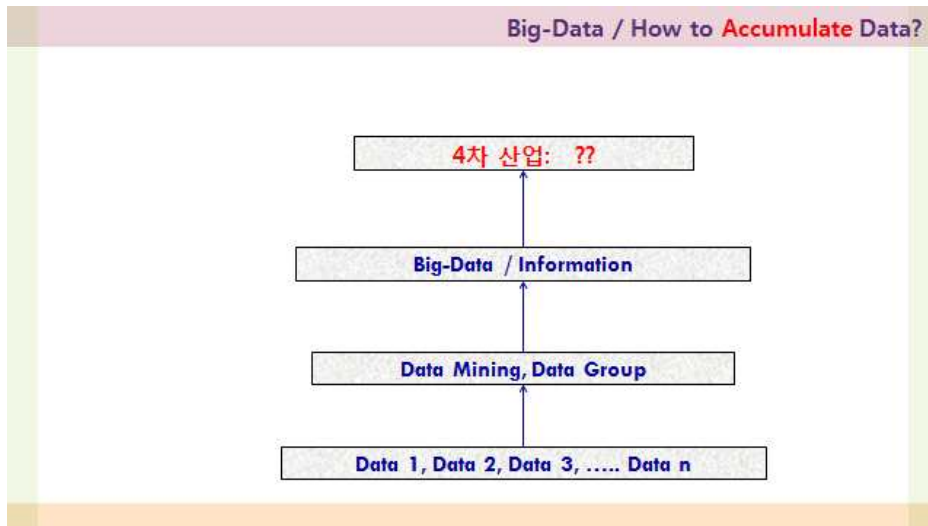 Big-Data / How to Accumulate Data?
4차 산업: ??
Big-Data / Information
Data Mining, Data Group
Data 1, Data 2, Data 3, ..... Data n